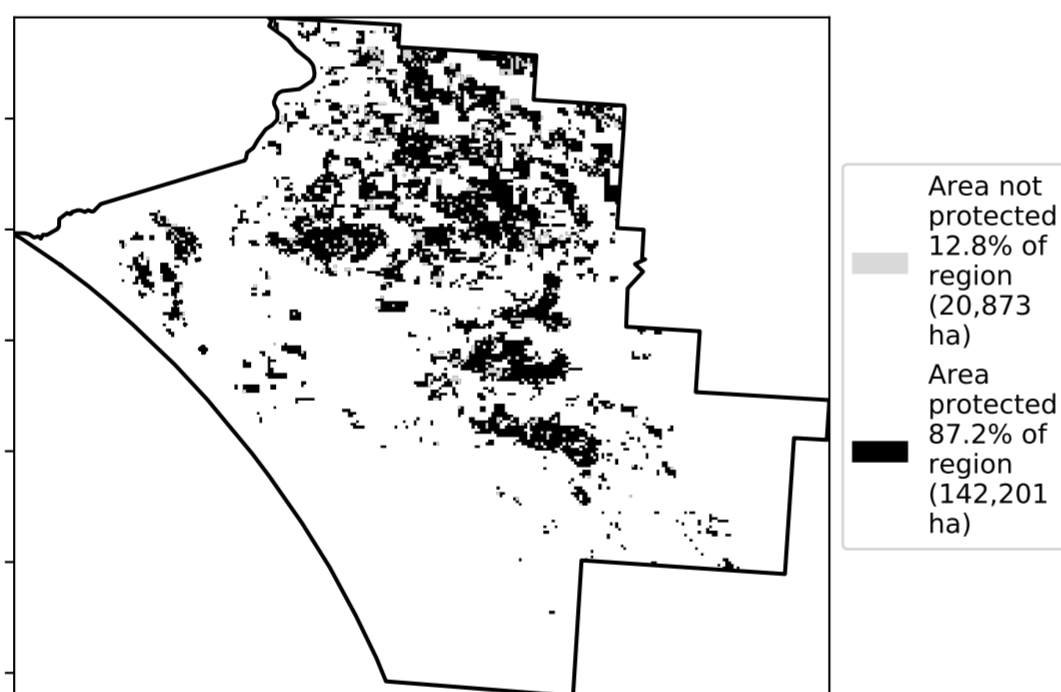 Area not
protected
12.8% of
region
(20,873
ha)
Area
protected
87.2% of
region
(142,201
ha)